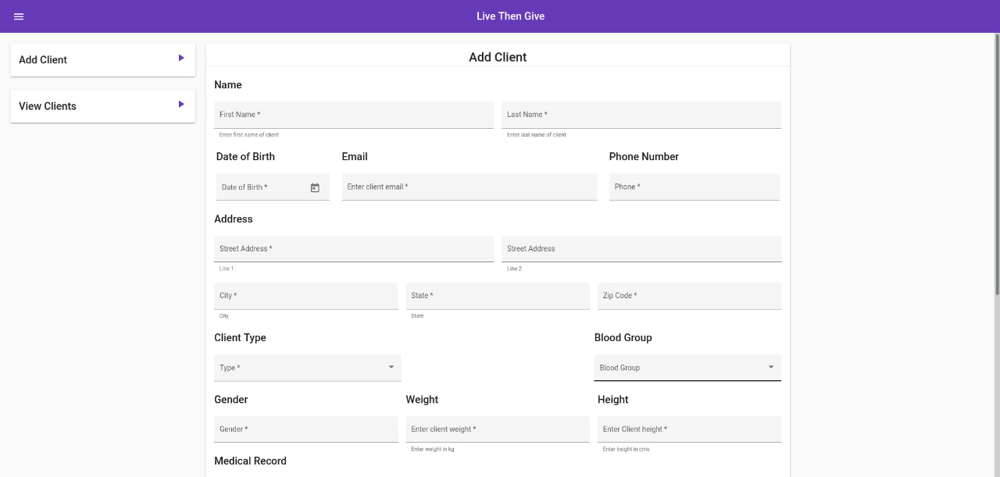 Live Then Give
Add Client
View Clients
Add Client
Name
First Name *
Last Name *
Enter first name of client
Enter last name of client
Date of Birth
Email
Phone Number
Date of Birth *
Enter client email *
Phone *
Address
Street Address *
Street Address
Line 1
Line 2
City *
State *
Zip Code *
City
State
Client Type
Blood Group
Type *
Blood Group
Gender
Weight
Height
Gender *
Enter client weight *
Enter Client height *
Enter weight in kg
Enter height in cms
Medical Record